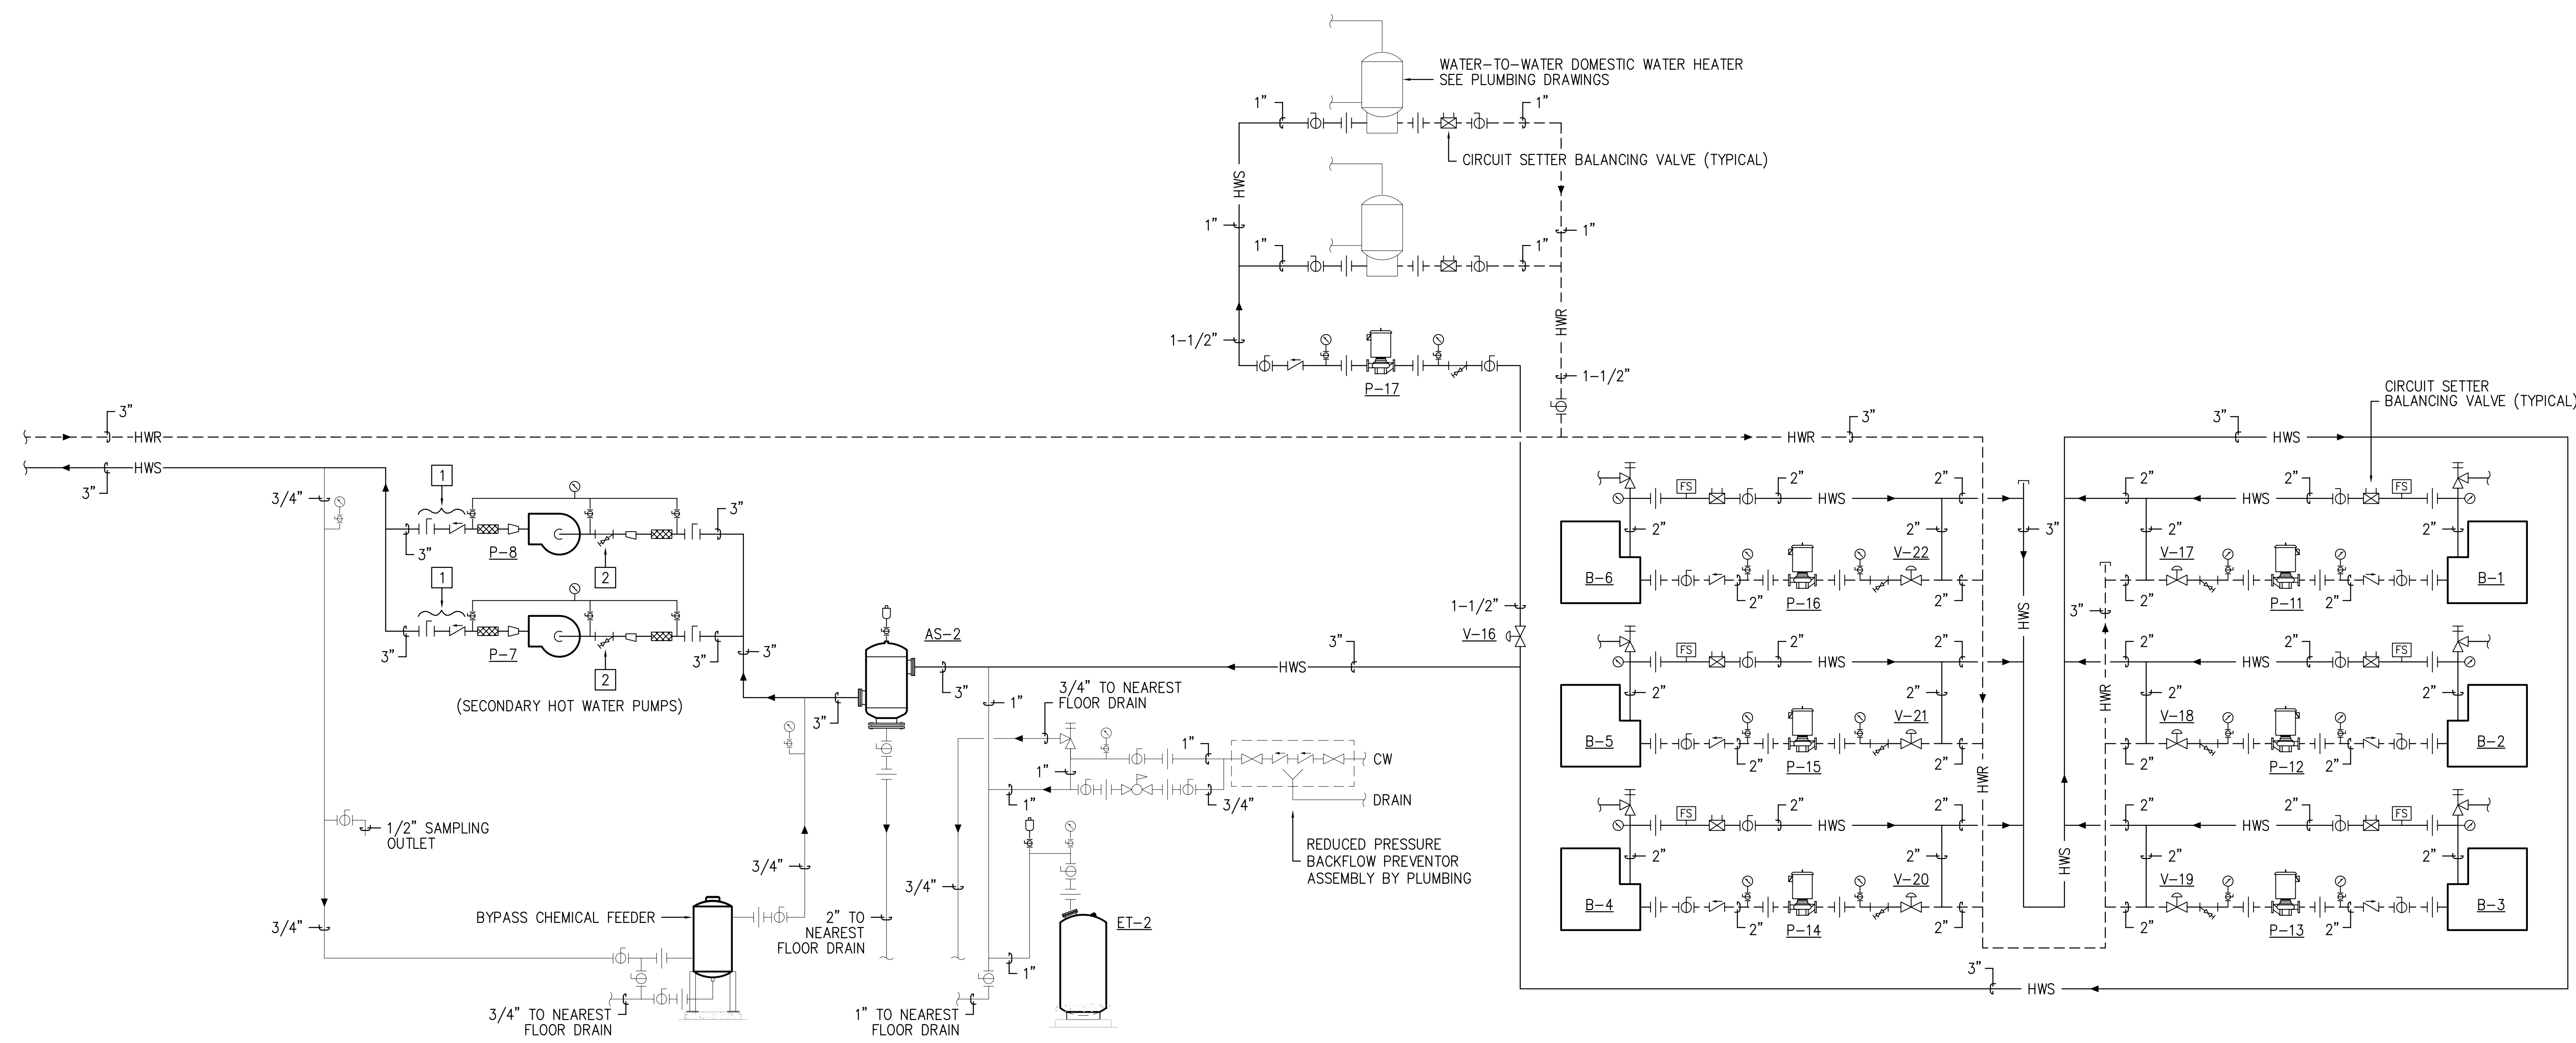 WATER-TO-WATER DOMESTIC WATER HEATER
SEE PLUMBING DRAWINGS
1"
1"
CIRCUIT SETTER BALANCING VALVE (TYPICAL)
HWS
1"
1"
1"
1"
HWR
1-1/2"
P-17
1-1/2"
CIRCUIT SETTER
BALANCING VALVE (TYPICAL)
3"
HWR
3"
HWR
3"
HWS
HWS
3"
3/4"
1
3"
P-8
3"
2
1
3"
P-7
3"
2
3"
(SECONDARY HOT WATER PUMPS)
AS-2
3"
3"
HWS
3"
1-1/2"
V-16
1"
3/4" TO NEAREST
FLOOR DRAIN
1"
1"
1"
3/4"
CW
DRAIN
REDUCED PRESSURE
BACKFLOW PREVENTOR
ASSEMBLY BY PLUMBING
1/2" SAMPLING
OUTLET
3/4"
3/4"
3/4"
BYPASS CHEMICAL FEEDER
2" TO
NEAREST
FLOOR DRAIN
ET-2
1"
3/4" TO NEAREST
FLOOR DRAIN
1" TO NEAREST
FLOOR DRAIN
FS
2"
HWS
2"
2"
2"
B-6
2"
P-16
V-22
2"
3"
HWS
FS
2"
HWS
2"
2"
2"
B-5
2"
P-15
V-21
2"
HWR
FS
2"
HWS
2"
2"
2"
B-4
2"
P-14
V-20
2"
2"
HWS
2"
FS
2"
2"
V-17
2"
P-11
2"
B-1
3"
HWR
2"
HWS
2"
FS
2"
2"
V-18
2"
P-12
2"
B-2
HWS
2"
HWS
2"
FS
2"
2"
V-19
2"
P-13
2"
B-3
3"
HWS